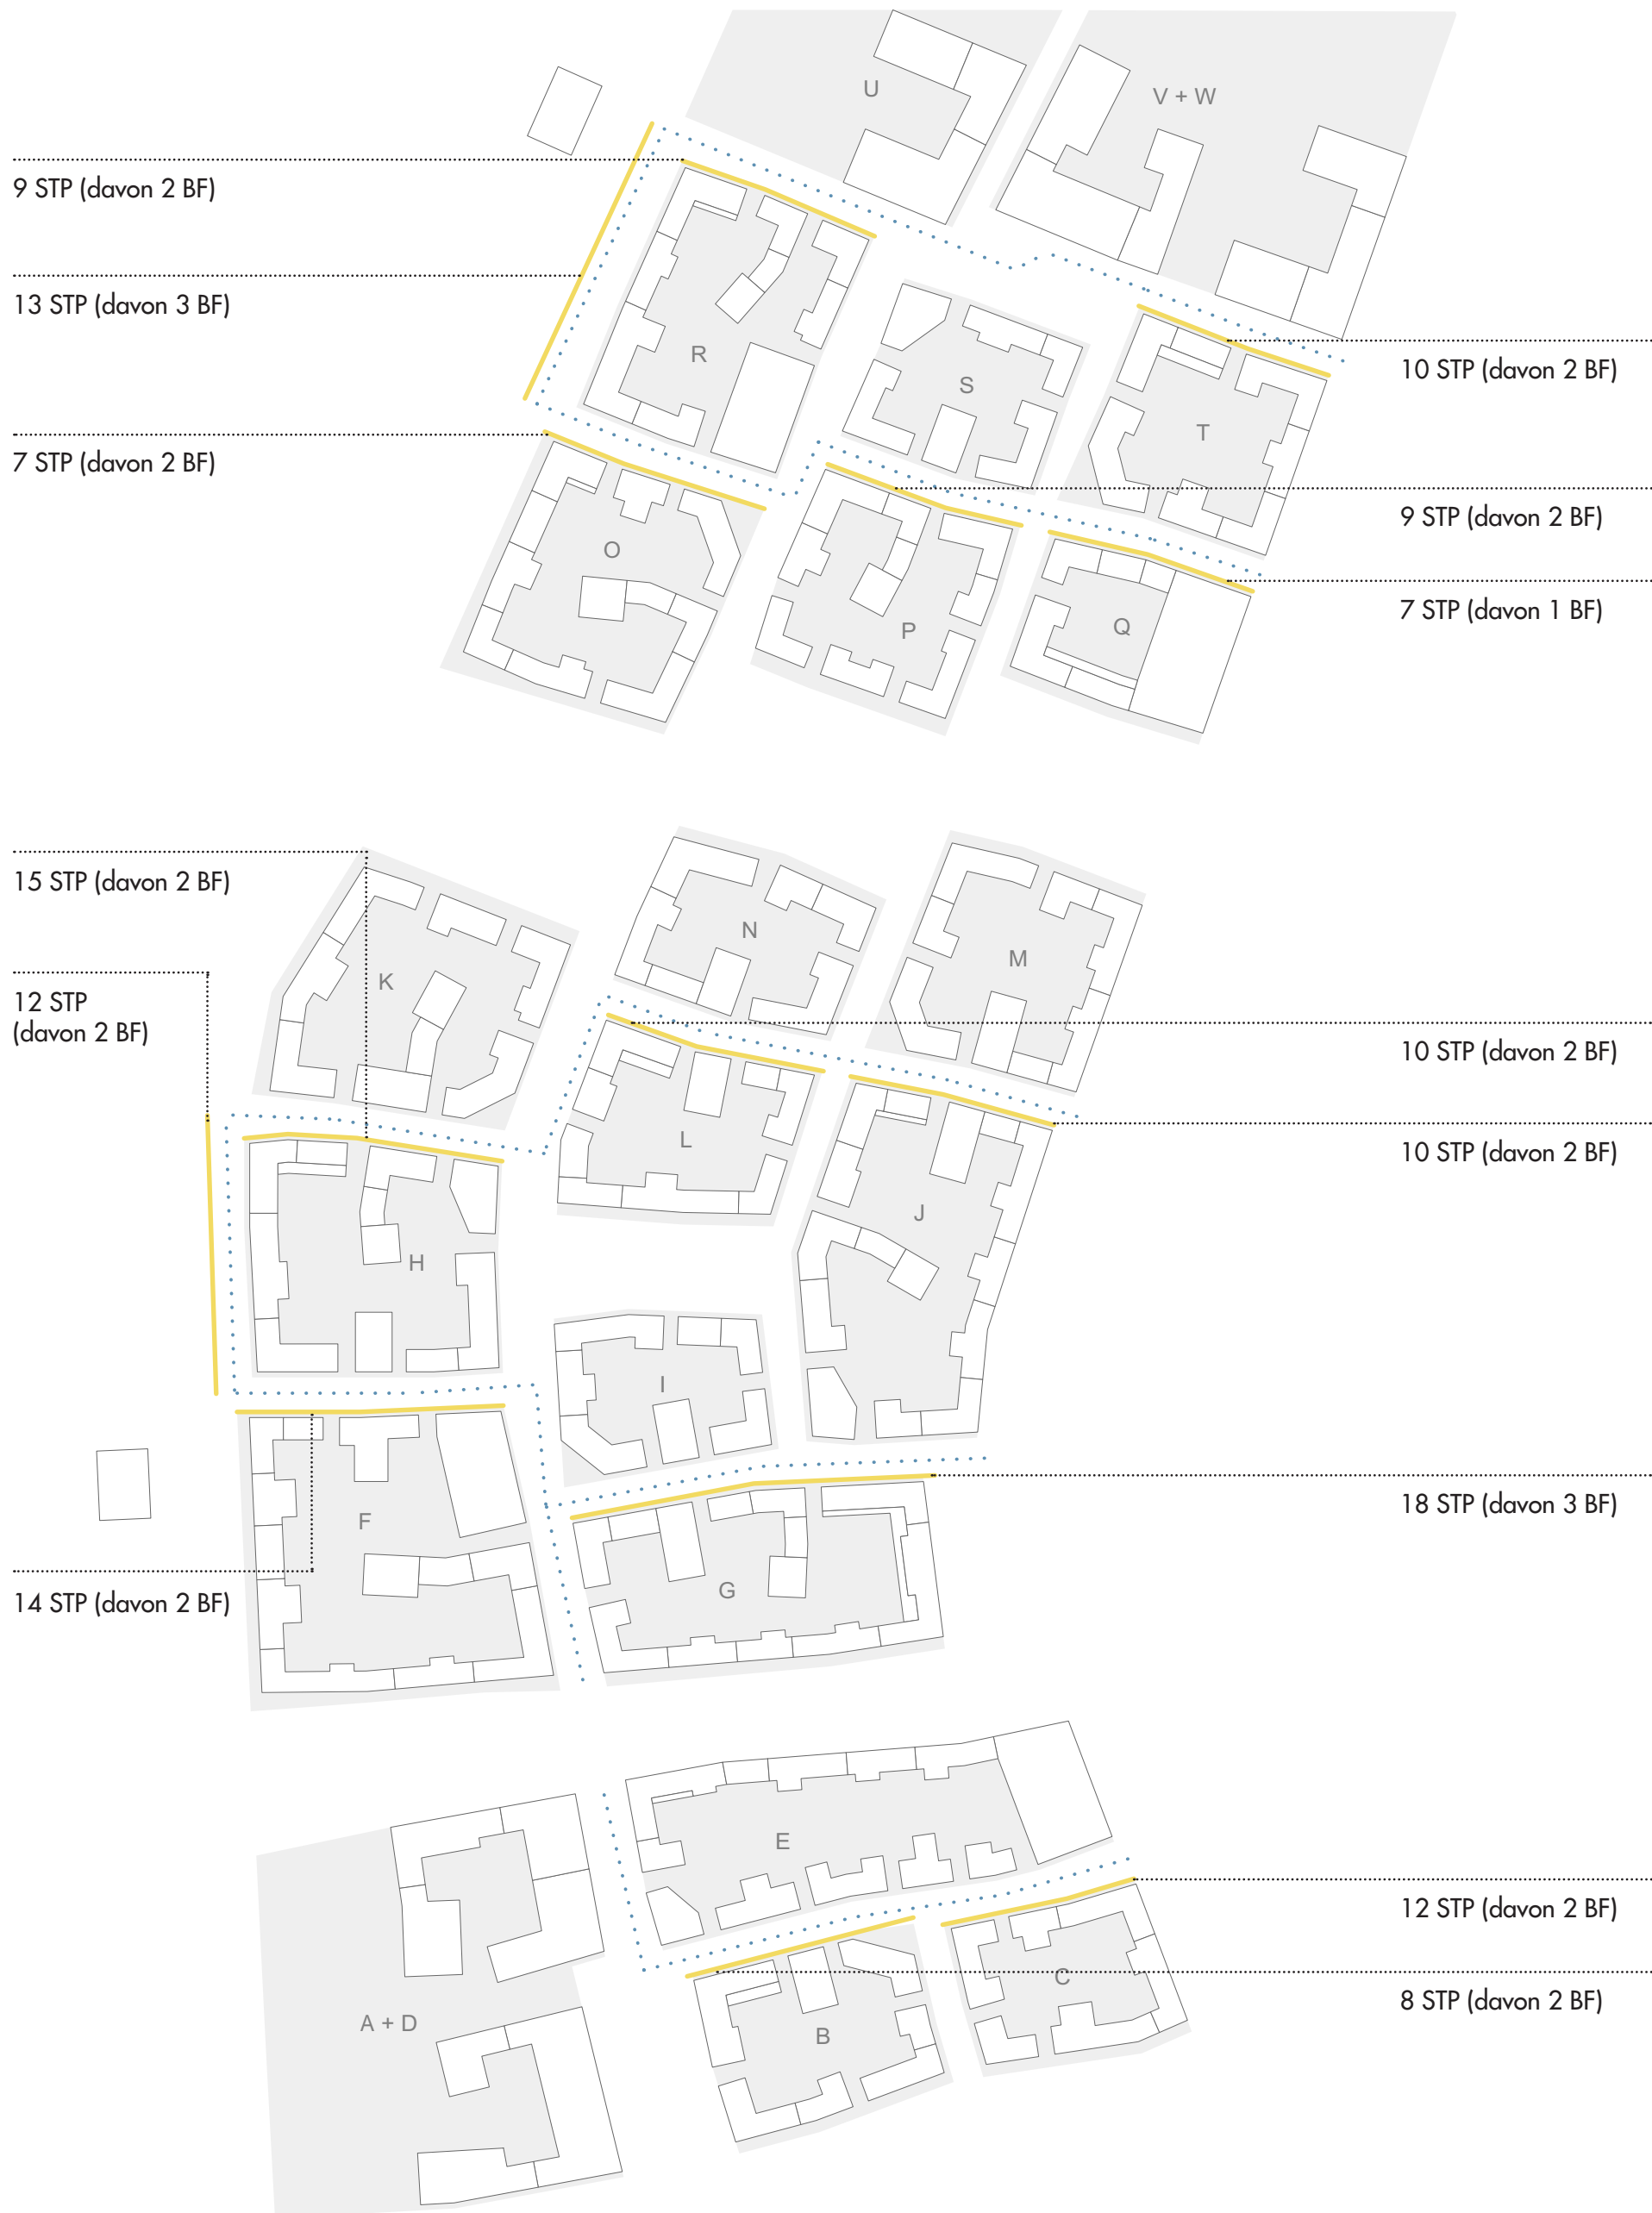 U
V + W
9 STP (davon 2 BF)
13 STP (davon 3 BF)
R
S
10 STP (davon 2 BF)
T
7 STP (davon 2 BF)
9 STP (davon 2 BF)
O
P
Q
7 STP (davon 1 BF)
15 STP (davon 2 BF)
N
M
K
12 STP
(davon 2 BF)
10 STP (davon 2 BF)
L
10 STP (davon 2 BF)
J
H
I
18 STP (davon 3 BF)
F
G
14 STP (davon 2 BF)
E
12 STP (davon 2 BF)
C
8 STP (davon 2 BF)
A + D
B